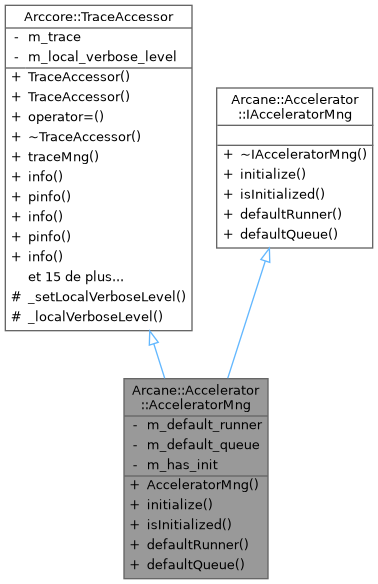 Arccore::TraceAccessor
- m_trace
- m_local_verbose_level
+ TraceAccessor()
+ TraceAccessor()
+ operator=()
+ ~TraceAccessor()
+ traceMng()
+ info()
+ pinfo()
+ info()
+ pinfo()
+ info()
et 15 de plus...
# _setLocalVerboseLevel()
# _localVerboseLevel()
Arcane::Accelerator
::IAcceleratorMng
+ ~IAcceleratorMng()
+ initialize()
+ isInitialized()
+ defaultRunner()
+ defaultQueue()
Arcane::Accelerator
::AcceleratorMng
- m_default_runner
- m_default_queue
- m_has_init
+ AcceleratorMng()
+ initialize()
+ isInitialized()
+ defaultRunner()
+ defaultQueue()